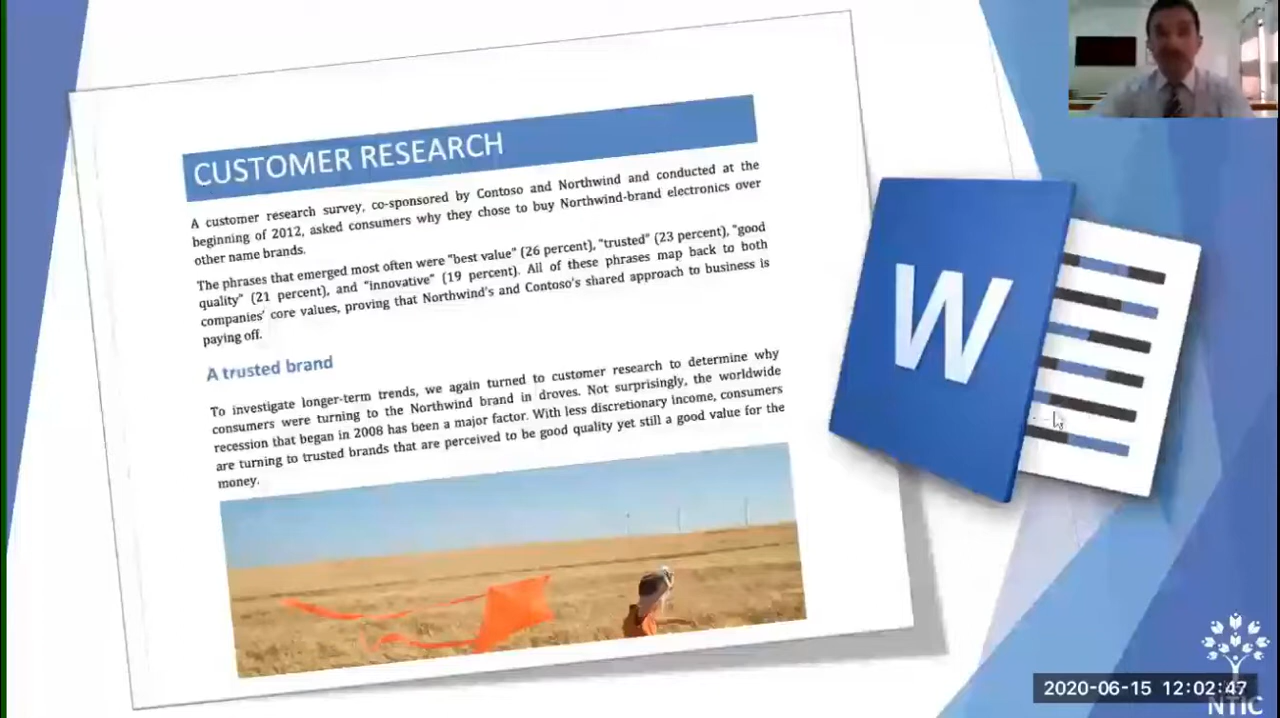 CUSTOMER RESEARCH
A customer research survey, co-sponsored by Contoso and Northwind and conducted at the
beginning of 2012, asked consumers why they chose to buy Northwind-brand electronics over
other name brands.
The phrases that emerged most often were "best value" (26 percent), "trusted" (23 percent), "good
quality" (21 percent), and "innovative" (19 percent). All of these phrases map back to both
companies' core values, proving that Northwind's and Contoso's shared approach to business is
paying off.
A trusted brand
To investigate longer-term trends, we again turned to customer research to determine why
consumers were turning to the Northwind brand in droves. Not surprisingly, the worldwide
recession that began in 2008 has been a major factor. With less discretionary income, consumers
are turning to trusted brands that are perceived to be good quality yet still a good value for the
money.
W
2020-06-15 12:02:47
NTIC